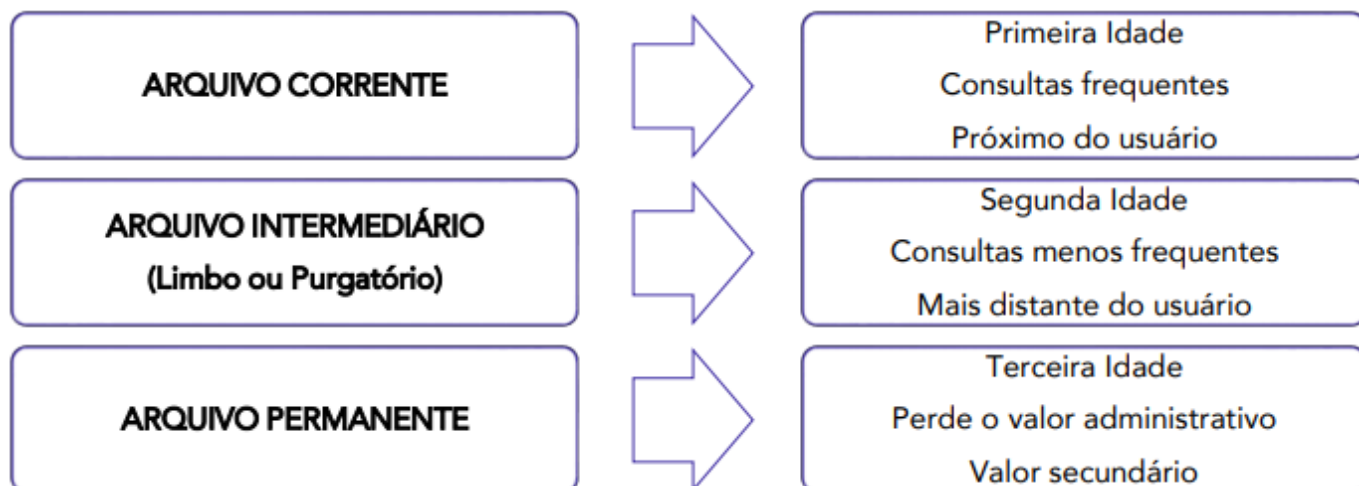 ARQUIVO CORRENTE
Primeira Idade
Consultas frequentes
Próximo do usuário
ARQUIVO INTERMEDIÁRIO
(Limbo ou Purgatório)
Segunda Idade
Consultas menos frequentes
Mais distante do usuário
ARQUIVO PERMANENTE
Terceira Idade
Perde o valor administrativo
Valor secundário